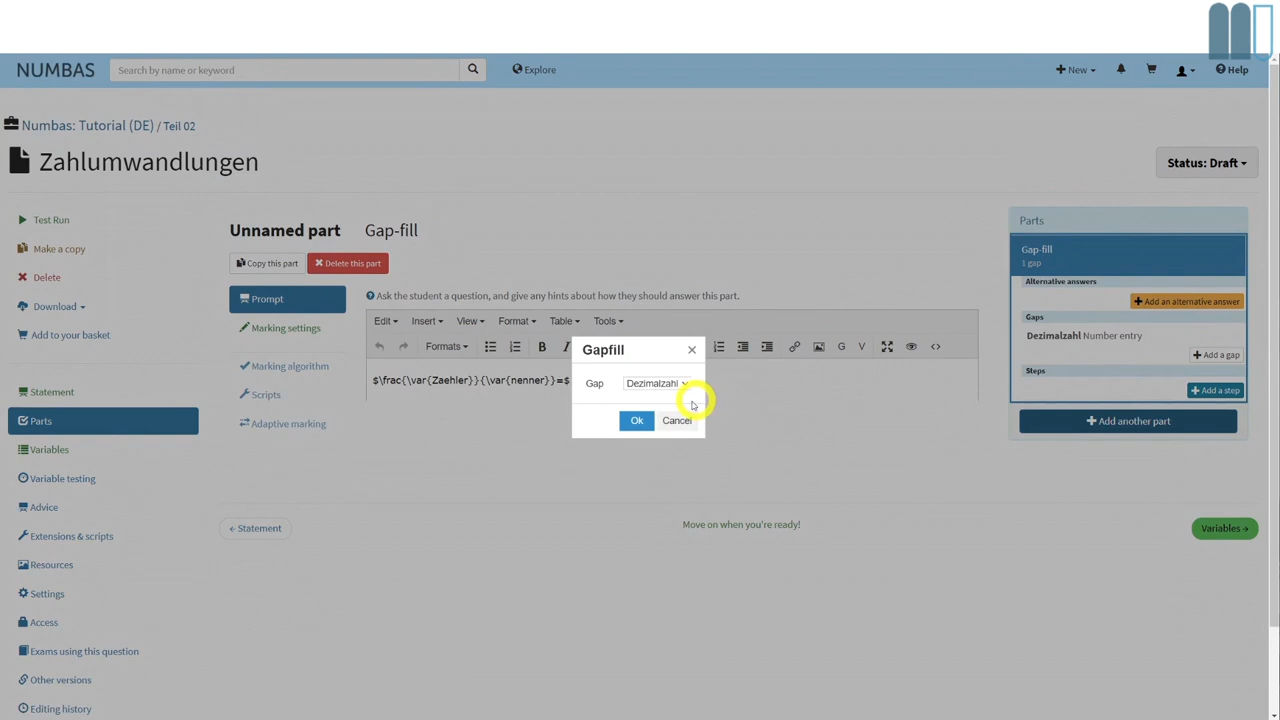 NUMBAS
Search by name or keyword
Explore
New
Help
Numbas: Tutorial (DE) / Teil 02
Zahlumwandlungen
Status: Draft
Test Run
Make a copy
Delete
Download
Add to your basket
Statement
Parts
Variables
Variable testing
Advice
Extensions & scripts
Resources
Settings
Access
Exams using this question
Other versions
Editing history
Unnamed part Gap-fill
Copy this part
Delete this part
Prompt
Marking settings
Marking algorithm
Scripts
Adaptive marking
Ask the student a question, and give any hints about how they should answer this part.
Edit Insert View Format Table Tools
Formats B I G V <>
$\frac{\var{Zaehler}}{\var{nenner}}=$
Gapfill ×
Gap Dezimalzahl
Ok Cancel
← Statement
Move on when you're ready!
Variables →
Parts
Gap-fill
1 gap
Alternative answers
Add an alternative answer
Gaps
Dezimalzahl Number entry
Add a gap
Steps
Add a step
Add another part